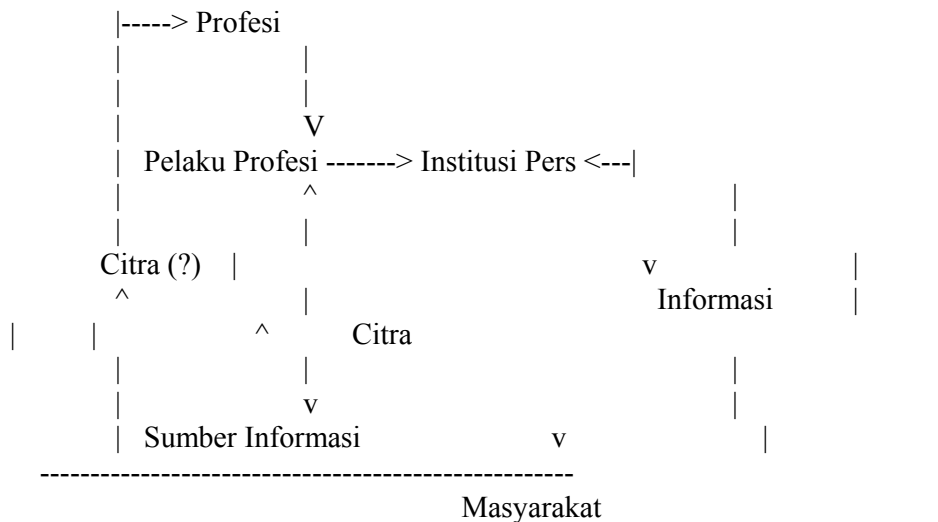 |-----> Profesi
| |
| |
| V
| Pelaku Profesi -------> Institusi Pers <---|
| ^ |
| | |
Citra (?) | v |
^ | Informasi |
| | ^ Citra
| | |
| v |
| Sumber Informasi v |
-----------------------------------------------------
Masyarakat